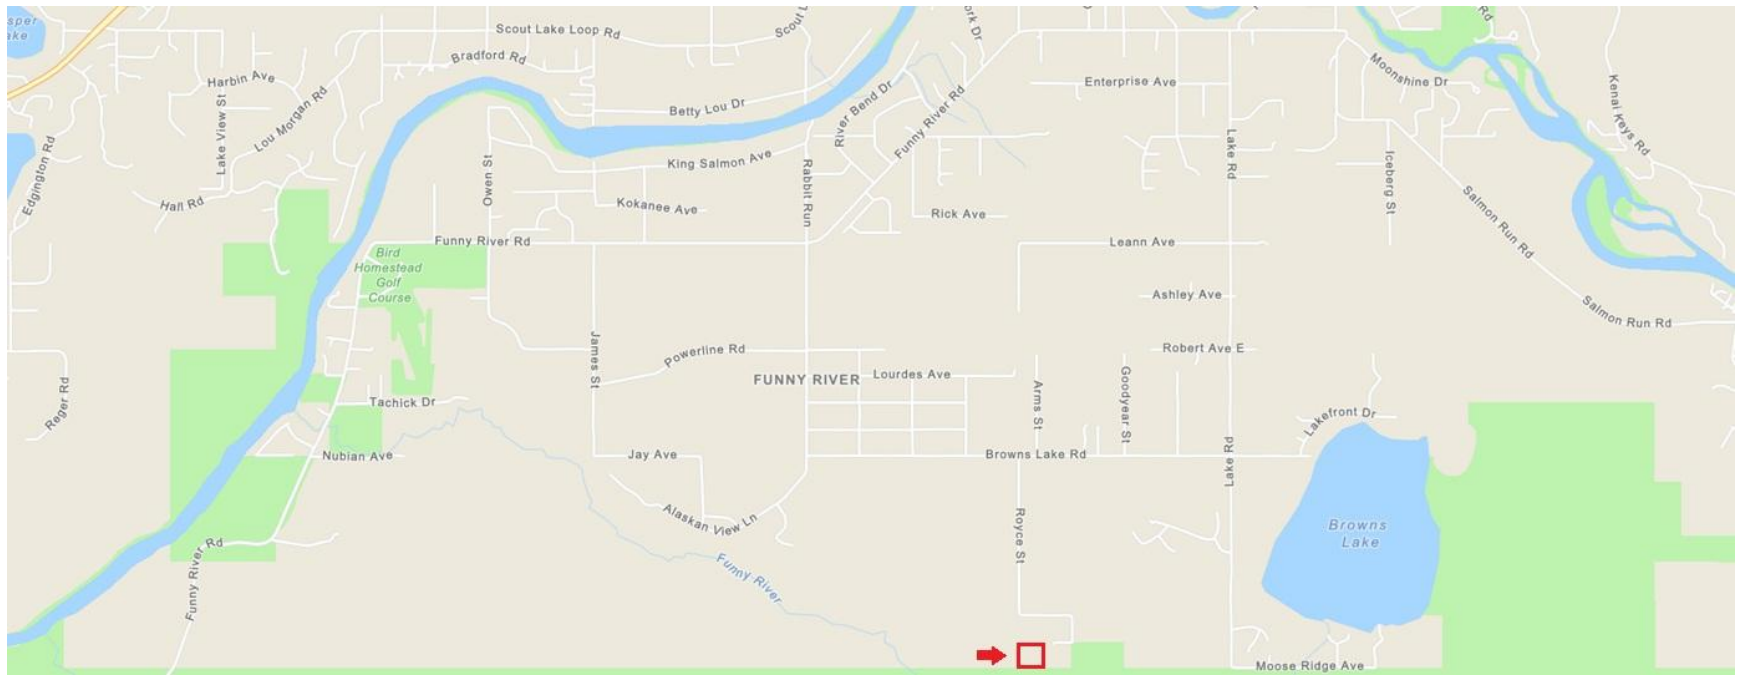 sper
ake
Scout Lake Loop Rd
Scout L
ork Dr
Rd
Bradford Rd
Harbin Ave
Lake View St
Lou Morgan Rd
Betty Lou Dr
River Bend Dr
Funny River Rd
Enterprise Ave
Moonshine Dr
Kenai Keys Rd
Edgington Rd
Hall Rd
Owen St
King Salmon Ave
Rabbit Run
Lake Rd
Iceberg St
Salmon Run Rd
Kokanee Ave
Rick Ave
Funny River Rd
Leann Ave
Bird
Homestead
Golf
Course
Ashley Ave
Salmon Run Rd
James St
Powerline Rd
FUNNY RIVER
Lourdes Ave
Robert Ave E
Arms St
Goodyear St
Reger Rd
Tachick Dr
Lakefront Dr
Nubian Ave
Jay Ave
Browns Lake Rd
Lake Rd
Alaskan View Ln
Royce St
Browns
Lake
Funny River Rd
Funny River
Moose Ridge Ave